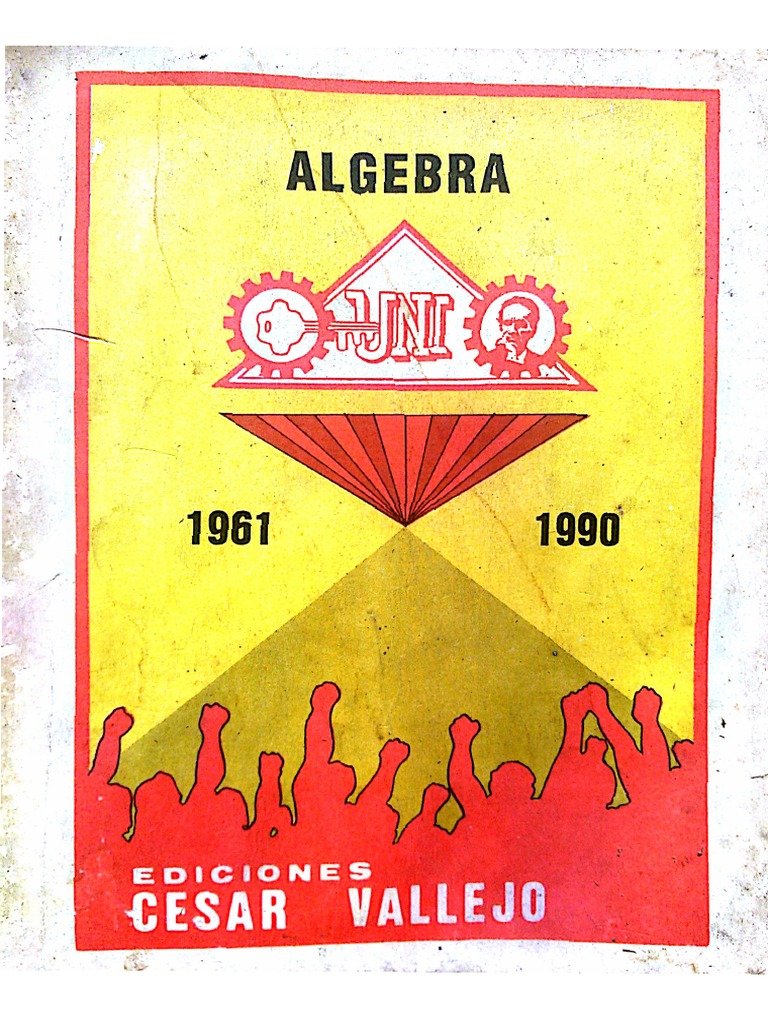 ALGEBRA
UNI
1961
1990
EDICIONES
CESAR VALLEJO